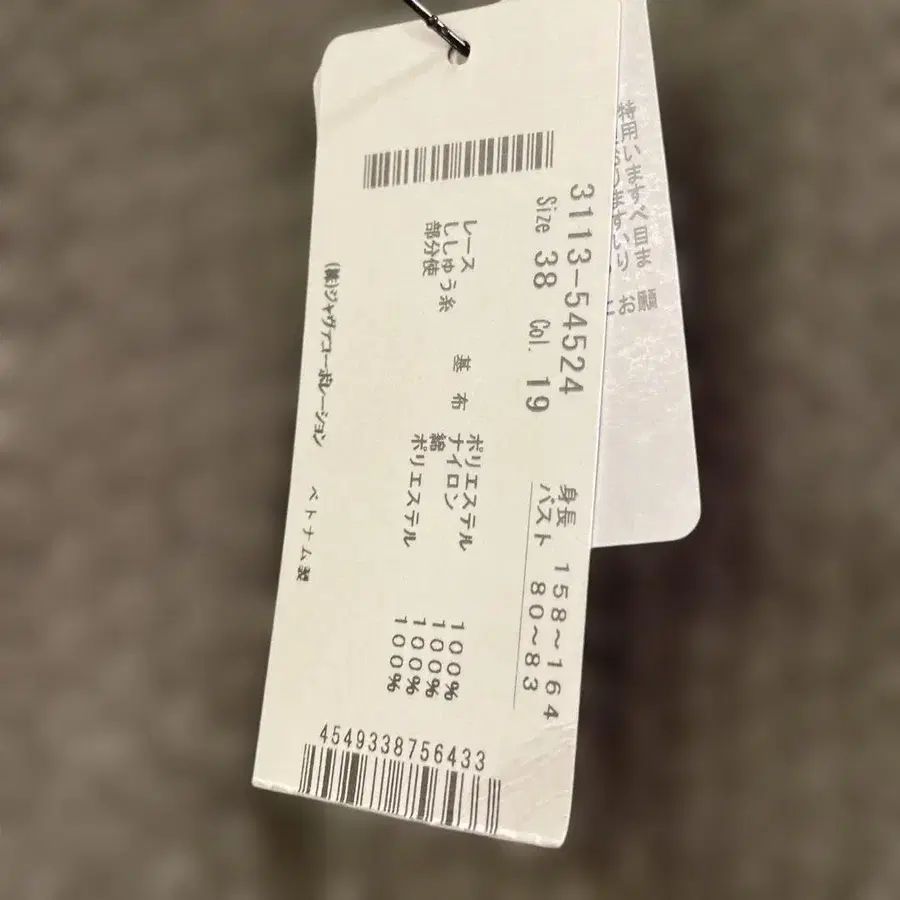 3113-54524
Size 38 Col. 19
身長 158～164
バスト 80～83
ポリエステル 100%
レース 基布 ナイロン 100%
ししゅう糸 綿 100%
部分使 ポリエステル 100%
(株)ジャヴァコーポレーション ベトナム製
4549338756433
お願